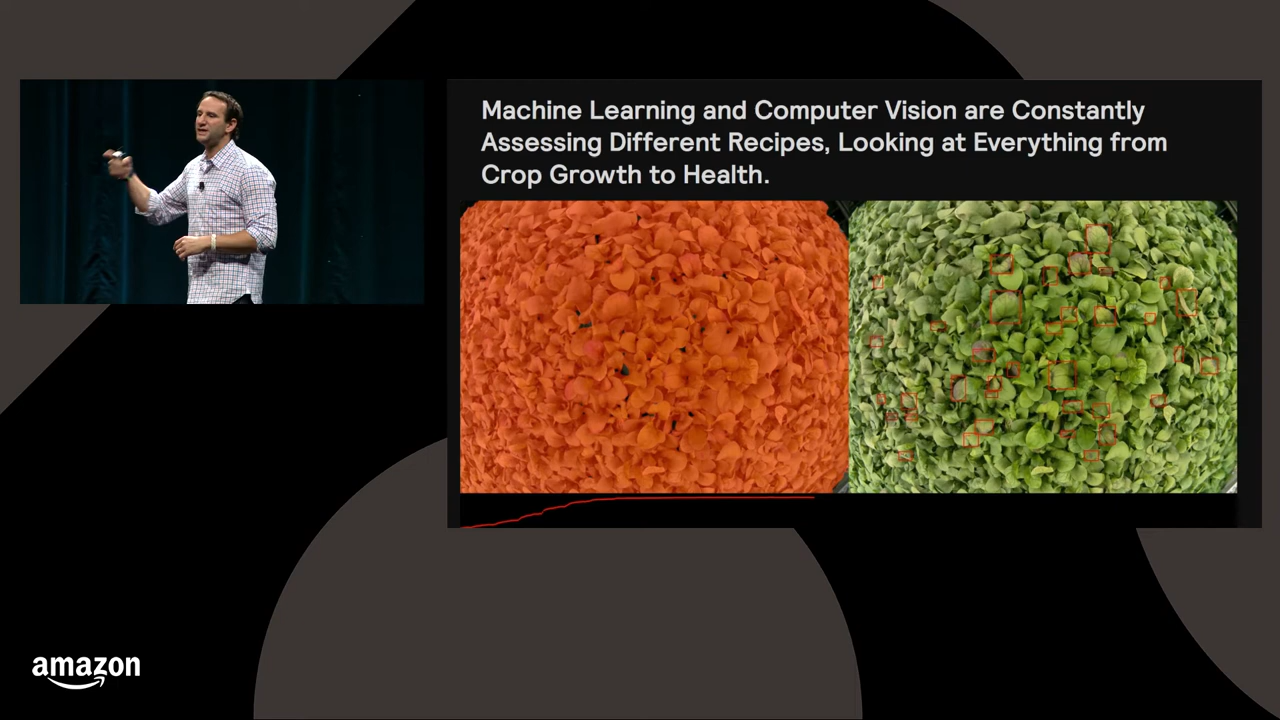 Machine Learning and Computer Vision are Constantly
Assessing Different Recipes, Looking at Everything from
Crop Growth to Health.
amazon